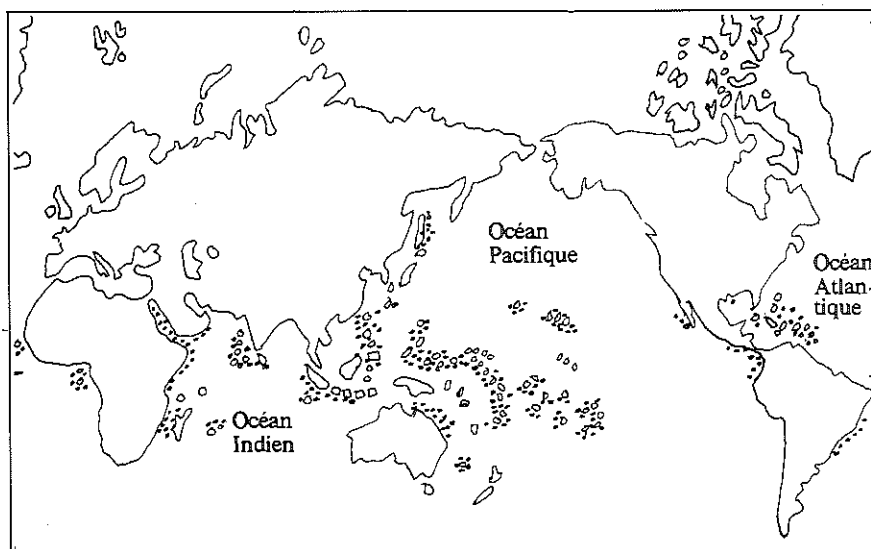 Océan
Pacifique
Océan
Atlan-
tique
Océan
Indien